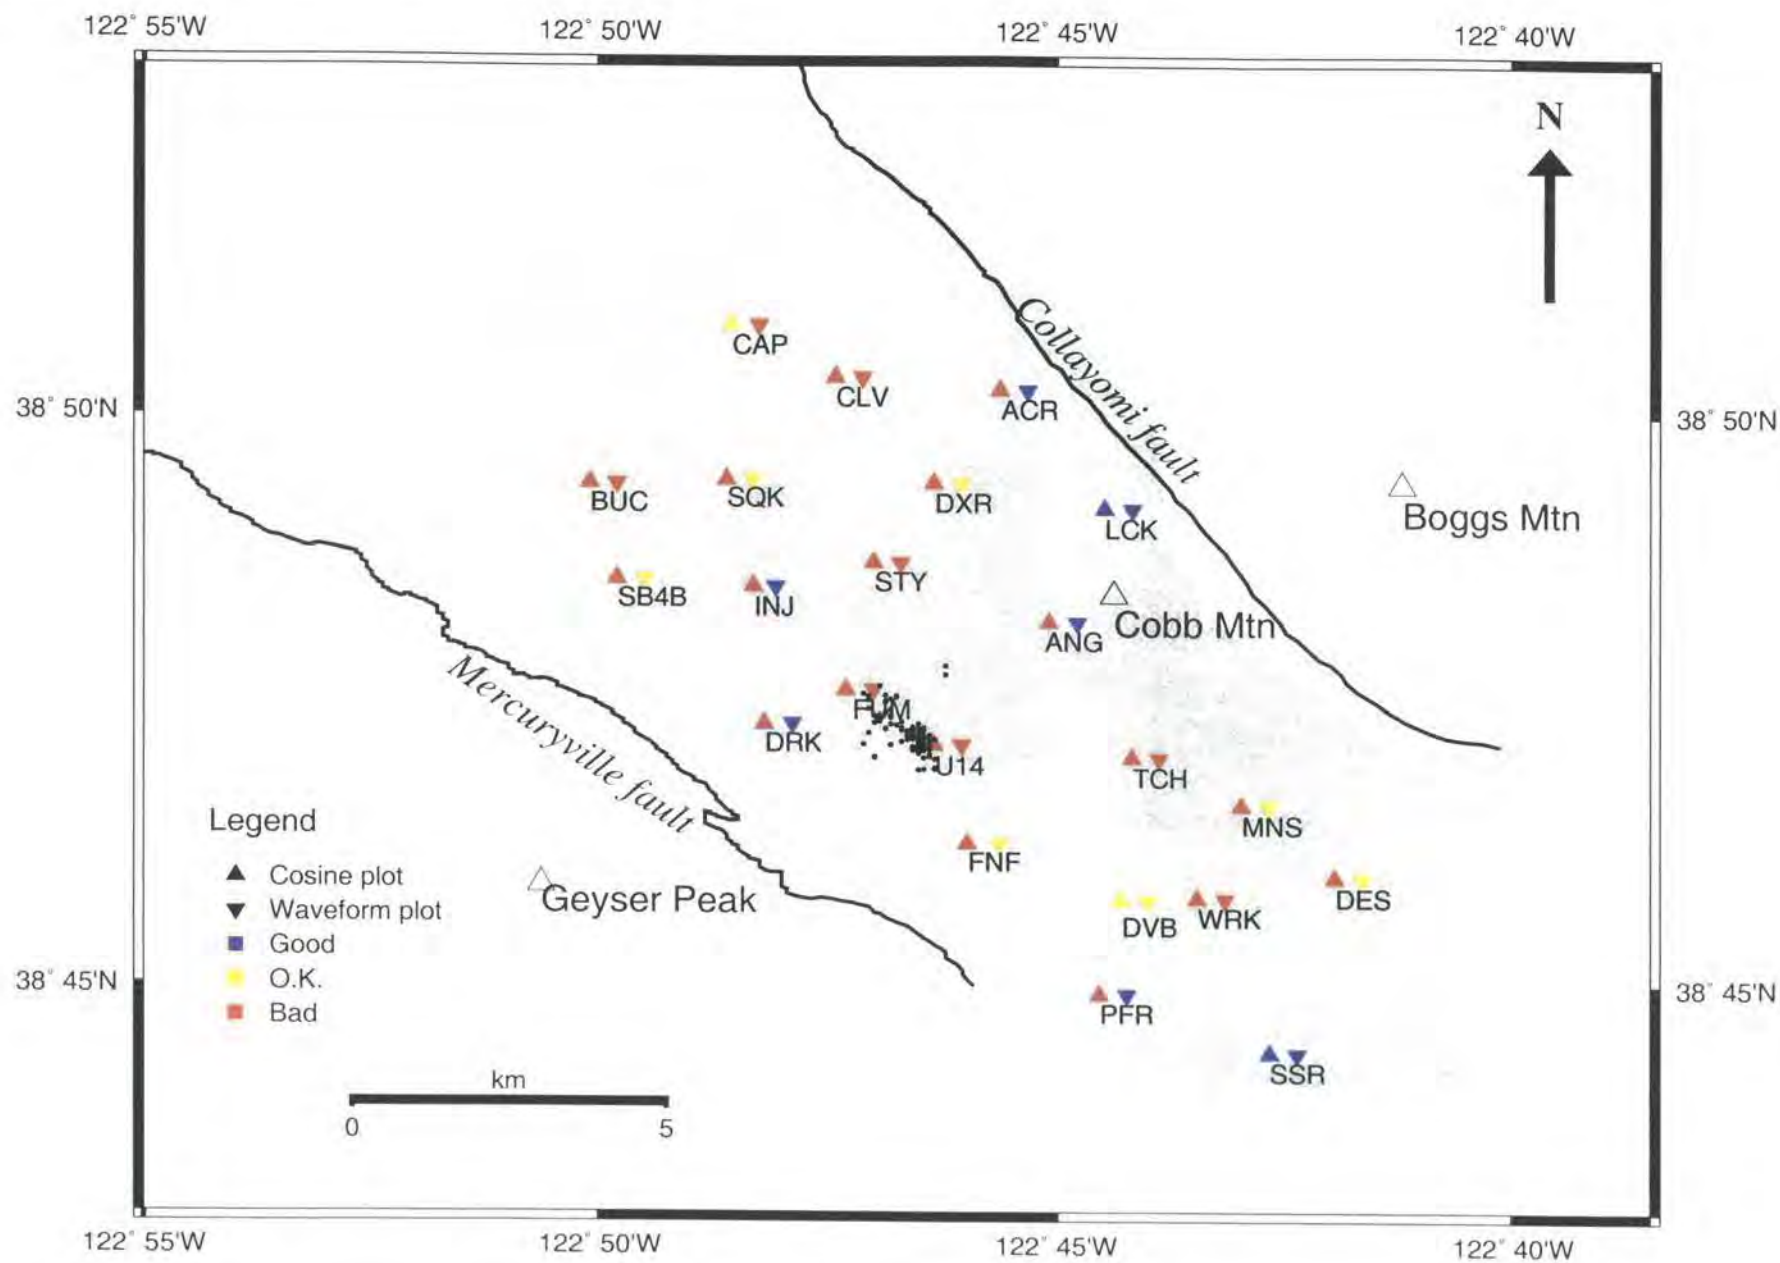 122° 55'W
122° 50'W
122° 45'W
122° 40'W
N
CAP
Collayomi fault
CLV
ACR
38° 50'N
38° 50'N
BUC
SQK
DXR
LCK
Boggs Mtn
STY
SB4B
INJ
Cobb Mtn
ANG
Mercuryville fault
FUM
DRK
U14
TCH
Legend
MNS
FNF
Cosine plot
Geyser Peak
DES
Waveform plot
DVB
WRK
Good
38° 45'N
O.K.
38° 45'N
Bad
PFR
SSR
km
0
5
122° 55'W
122° 50'W
122° 45'W
122° 40'W